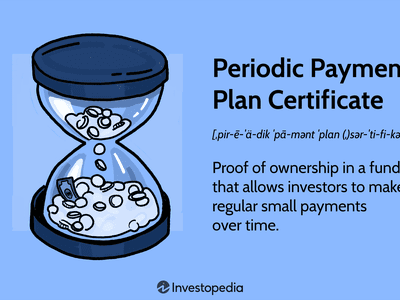 Periodic Paymen
Plan Certificate
[ˌpir-ē-ˈä-dik ˈpā-mənt ˈplan (ˌ)sər-ˈti-fi-kə
Proof of ownership in a fund
that allows investors to make
regular small payments
over time.
Investopedia